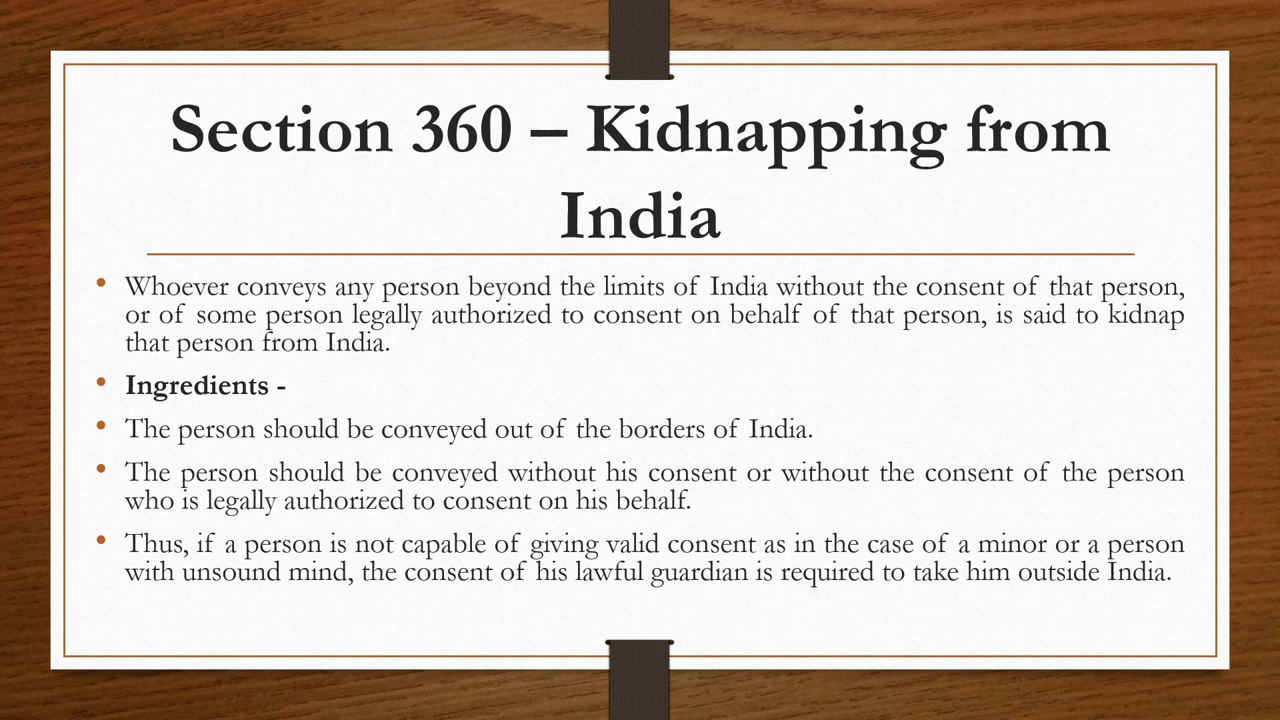 Section 360 – Kidnapping from
India
• Whoever conveys any person beyond the limits of India without the consent of that person,
or of some person legally authorized to consent on behalf of that person, is said to kidnap
that person from India.
• Ingredients -
• The person should be conveyed out of the borders of India.
• The person should be conveyed without his consent or without the consent of the person
who is legally authorized to consent on his behalf.
• Thus, if a person is not capable of giving valid consent as in the case of a minor or a person
with unsound mind, the consent of his lawful guardian is required to take him outside India.